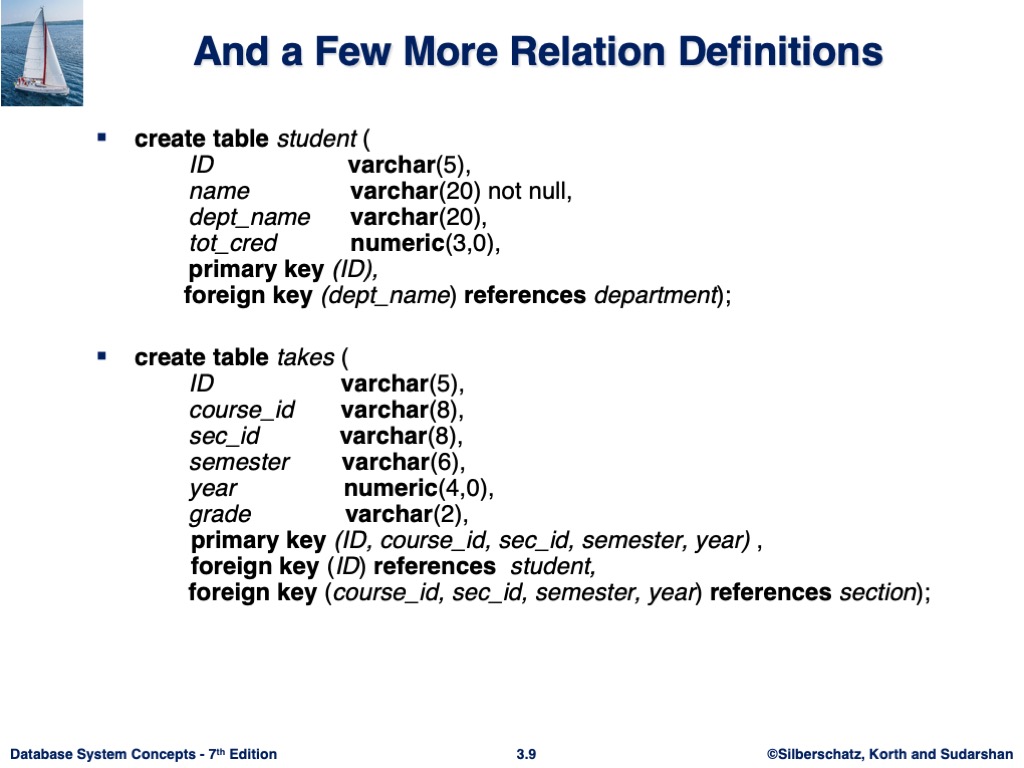 And a Few More Relation Definitions
▪ create table student (
ID varchar(5),
name varchar(20) not null,
dept_name varchar(20),
tot_cred numeric(3,0),
primary key (ID),
foreign key (dept_name) references department);
▪ create table takes (
ID varchar(5),
course_id varchar(8),
sec_id varchar(8),
semester varchar(6),
year numeric(4,0),
grade varchar(2),
primary key (ID, course_id, sec_id, semester, year) ,
foreign key (ID) references student,
foreign key (course_id, sec_id, semester, year) references section);
Database System Concepts - 7th Edition 3.9 ©Silberschatz, Korth and Sudarshan